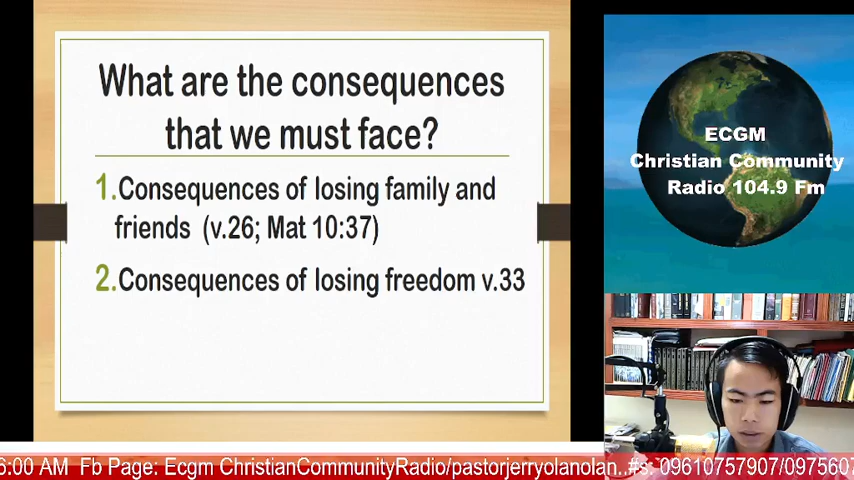 What are the consequences
that we must face?
1.Consequences of losing family and
friends (v.26; Mat 10:37)
2.Consequences of losing freedom v.33
ECGM
Christian Community
Radio 104.9 Fm
6:00 AM Fb Page: Ecgm ChristianCommunityRadio/pastorjerryolanolan..#s: 09610757907/0975607